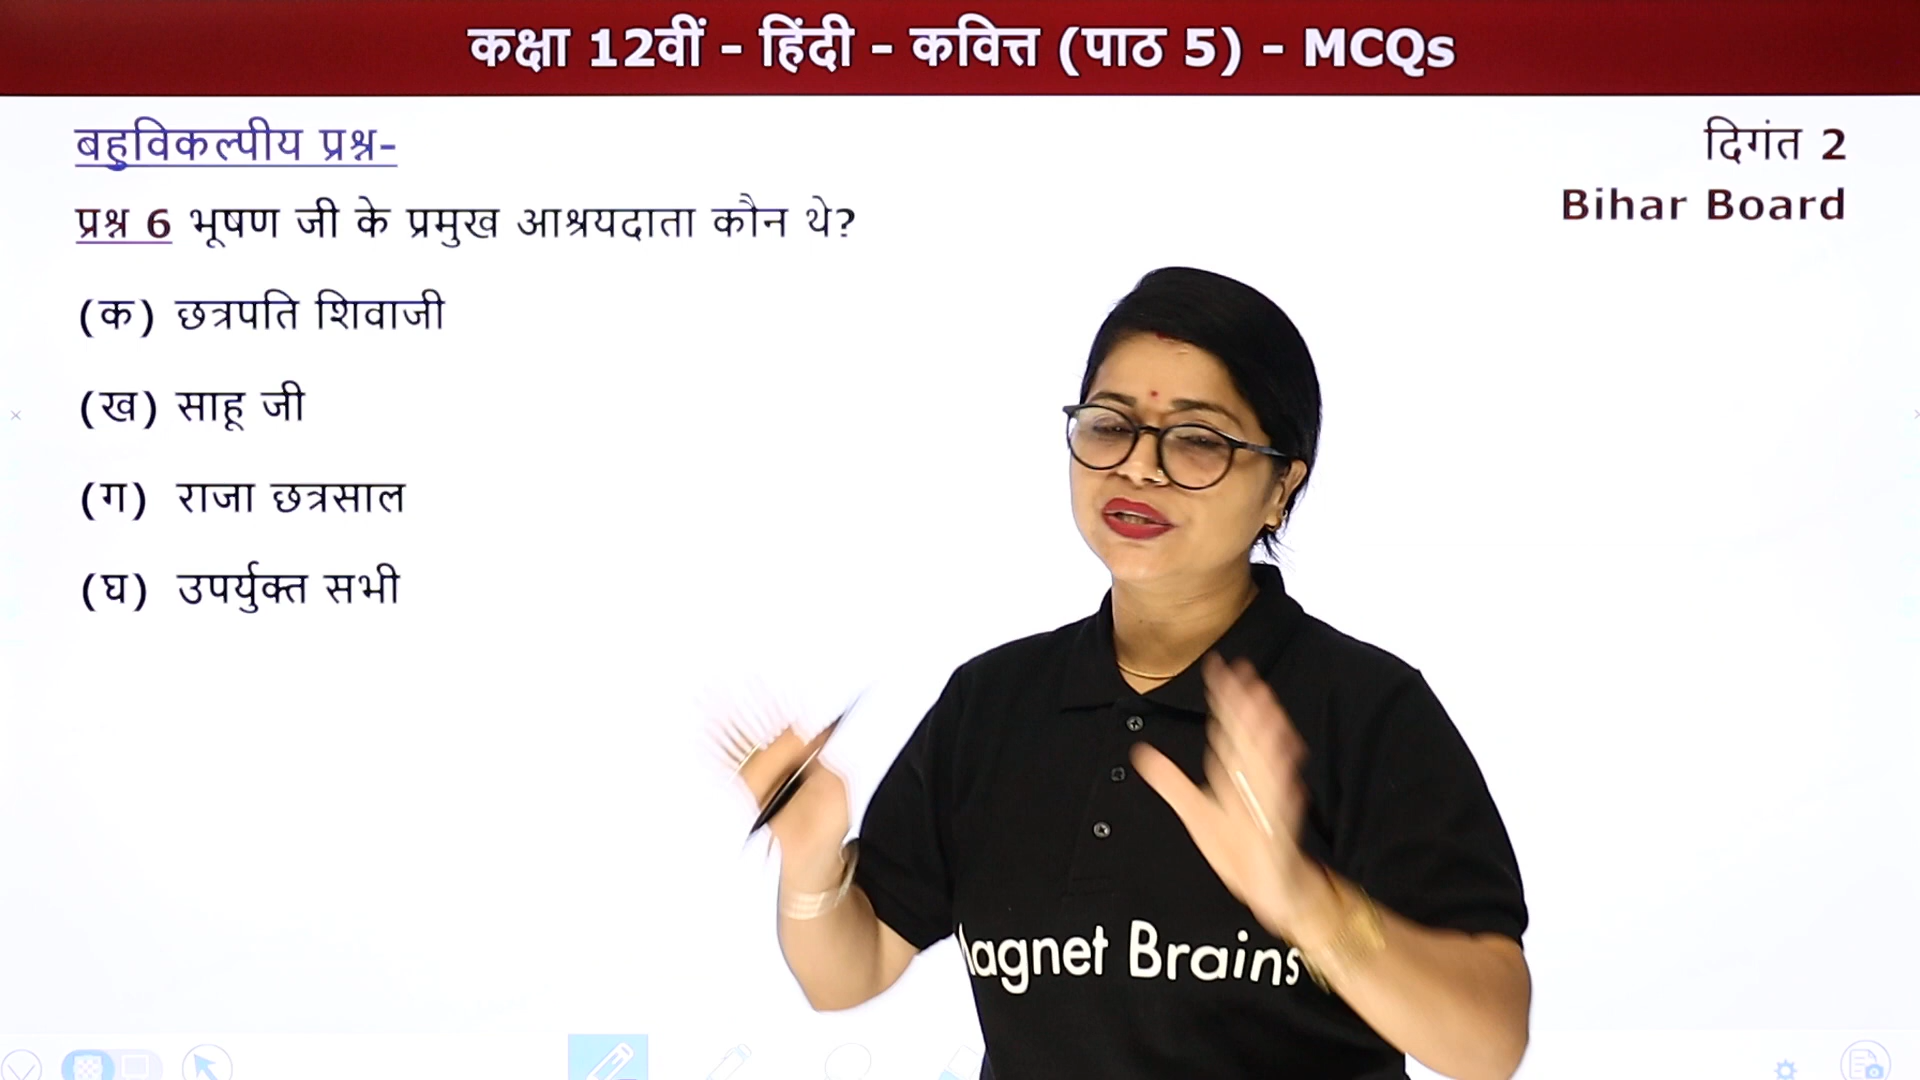 कक्षा 12वीं - हिंदी - कवित्त (पाठ 5) - MCQs
बहुविकल्पीय प्रश्न-
दिगंत 2
Bihar Board
प्रश्न 6 भूषण जी के प्रमुख आश्रयदाता कौन थे?
(क) छत्रपति शिवाजी
(ख) साहू जी
(ग) राजा छत्रसाल
(घ) उपर्युक्त सभी
agnet Brains